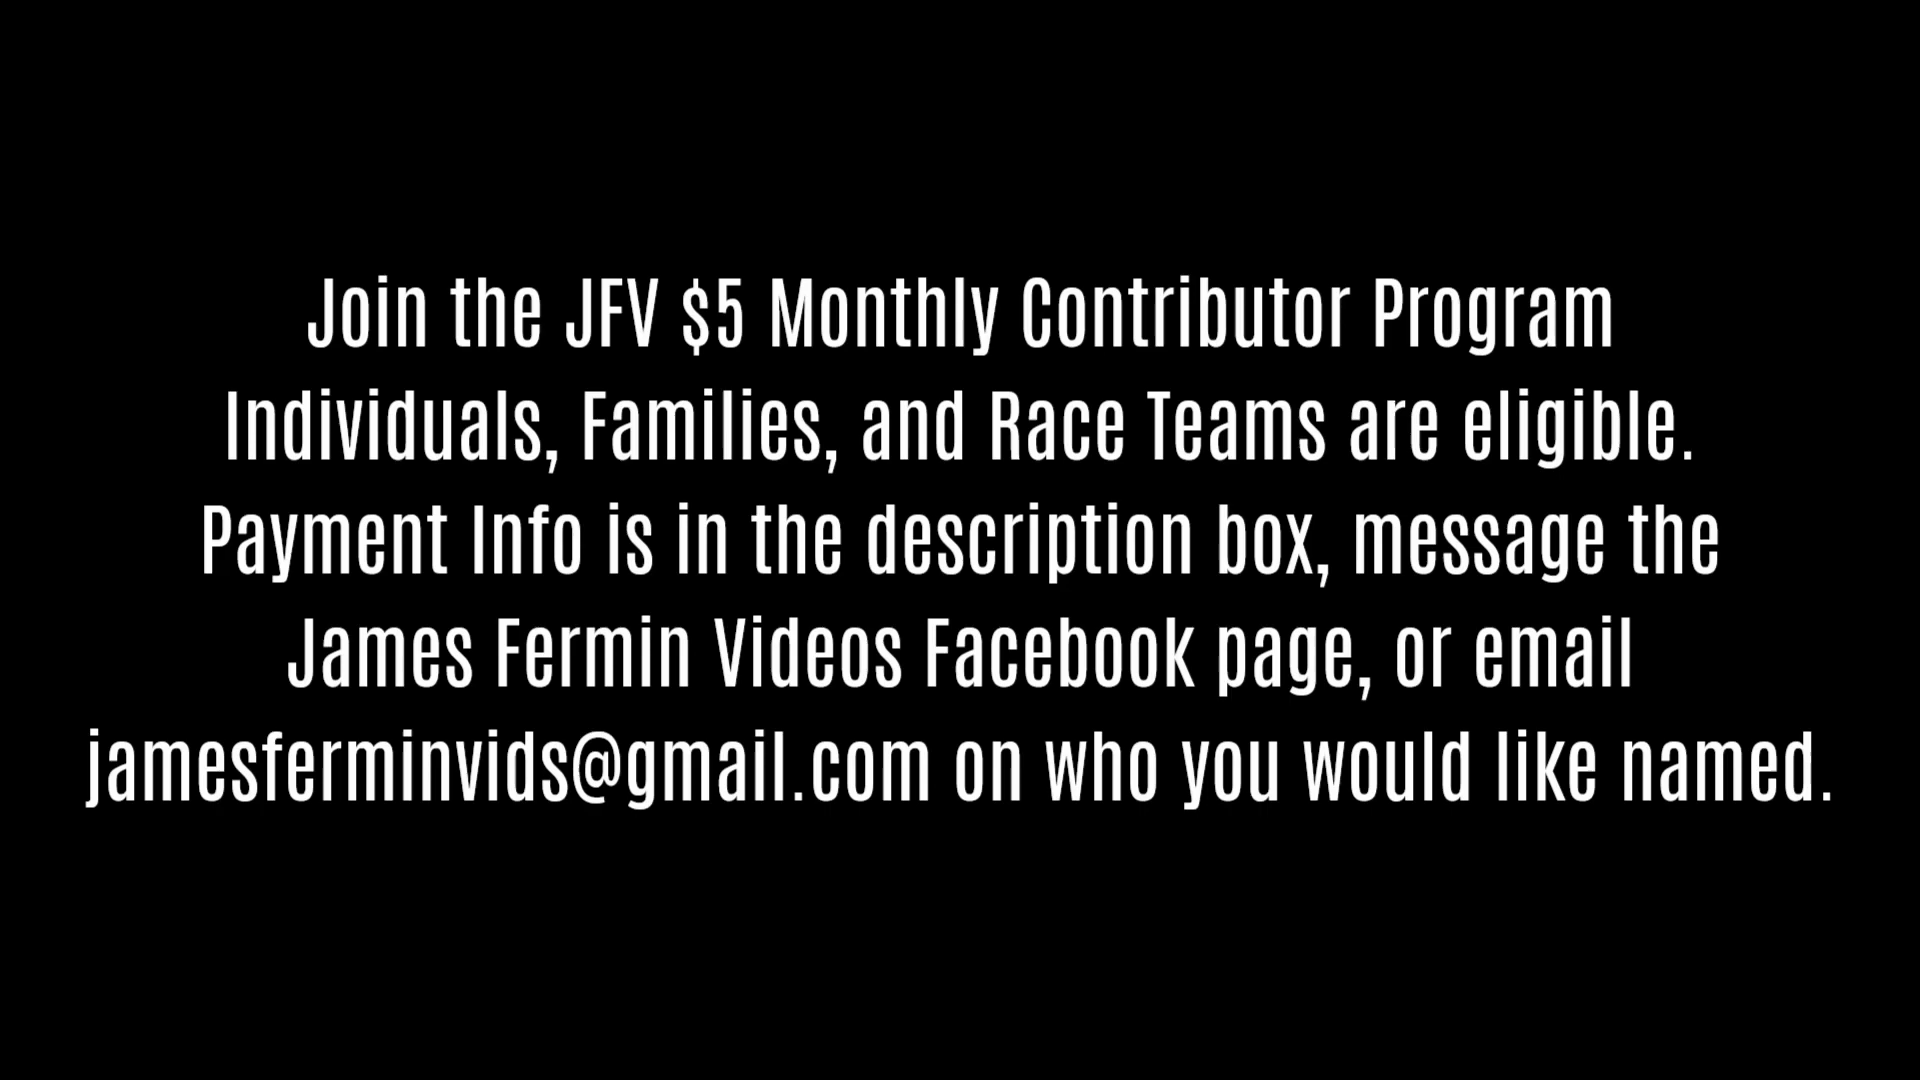 Join the JFV $5 Monthly Contributor Program
Individuals, Families, and Race Teams are eligible.
Payment Info is in the description box, message the
James Fermin Videos Facebook page, or email
jamesferminvids@gmail.com on who you would like named.